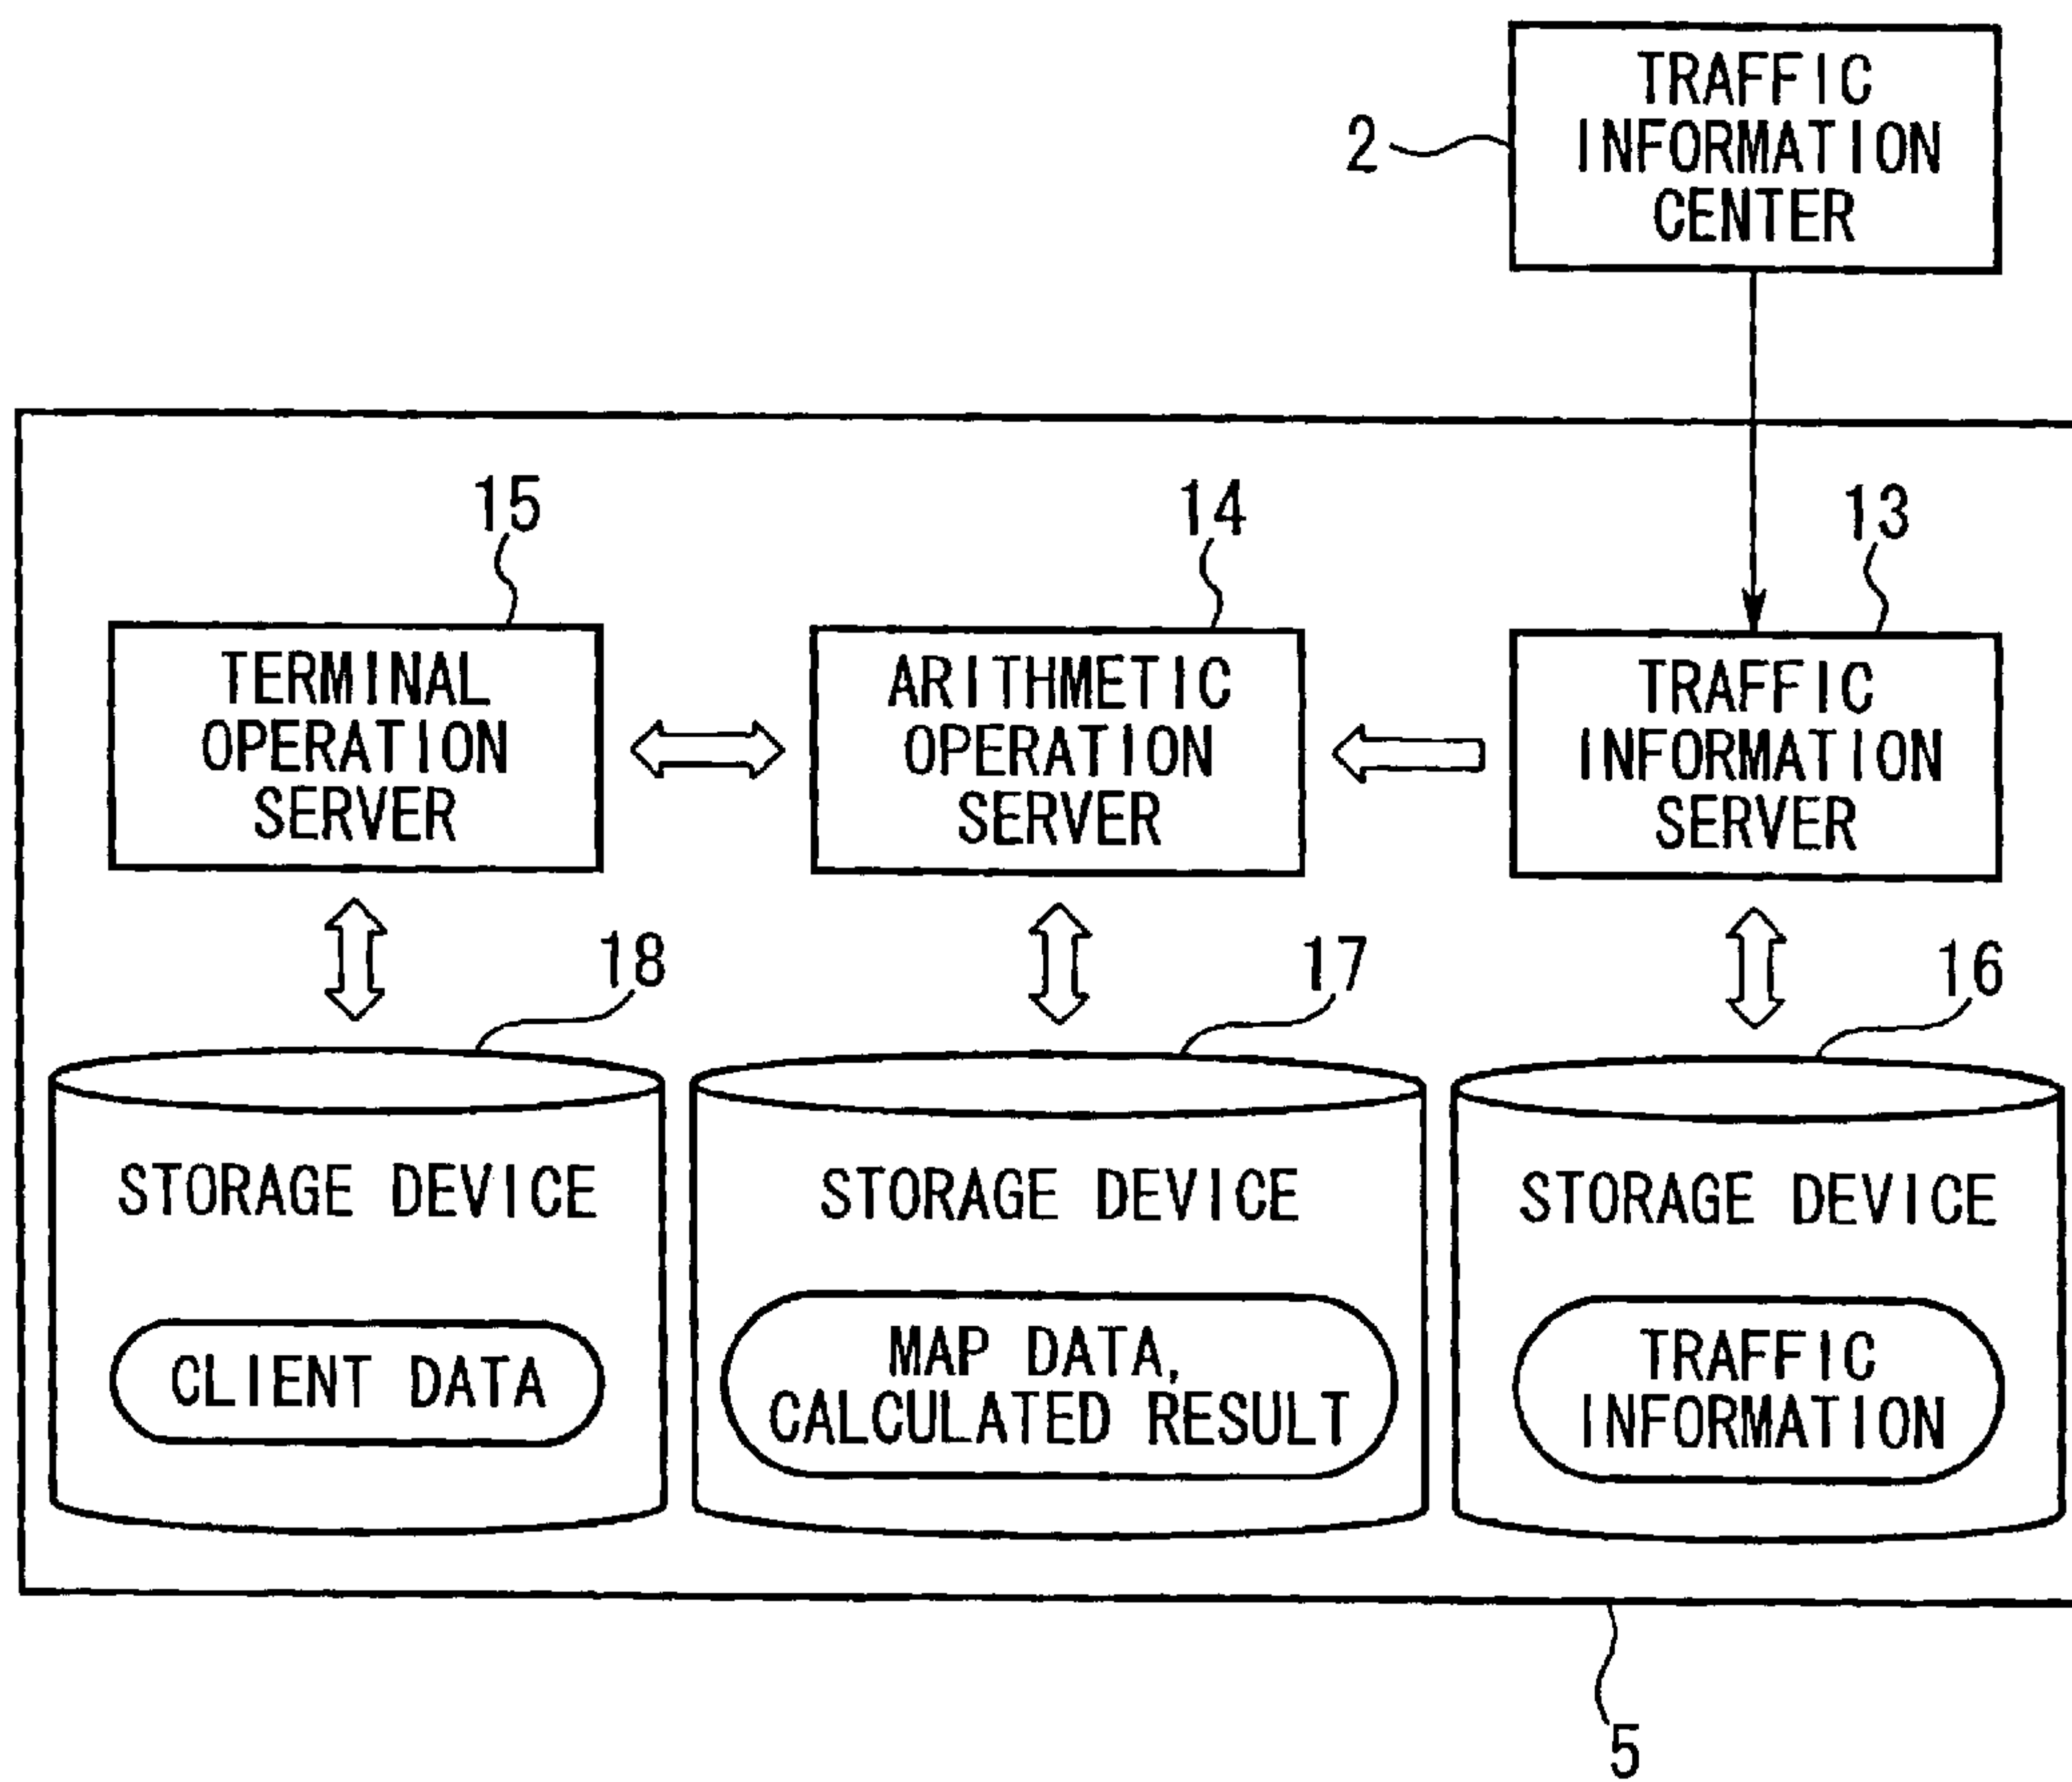 TRAFFIC
INFORMATION
CENTER
2
15
14
13
TERMINAL
OPERATION
SERVER
ARITHMETIC
OPERATION
SERVER
TRAFFIC
INFORMATION
SERVER
18
17
16
STORAGE DEVICE
STORAGE DEVICE
STORAGE DEVICE
CLIENT DATA
MAP DATA,
CALCULATED RESULT
TRAFFIC
INFORMATION
5